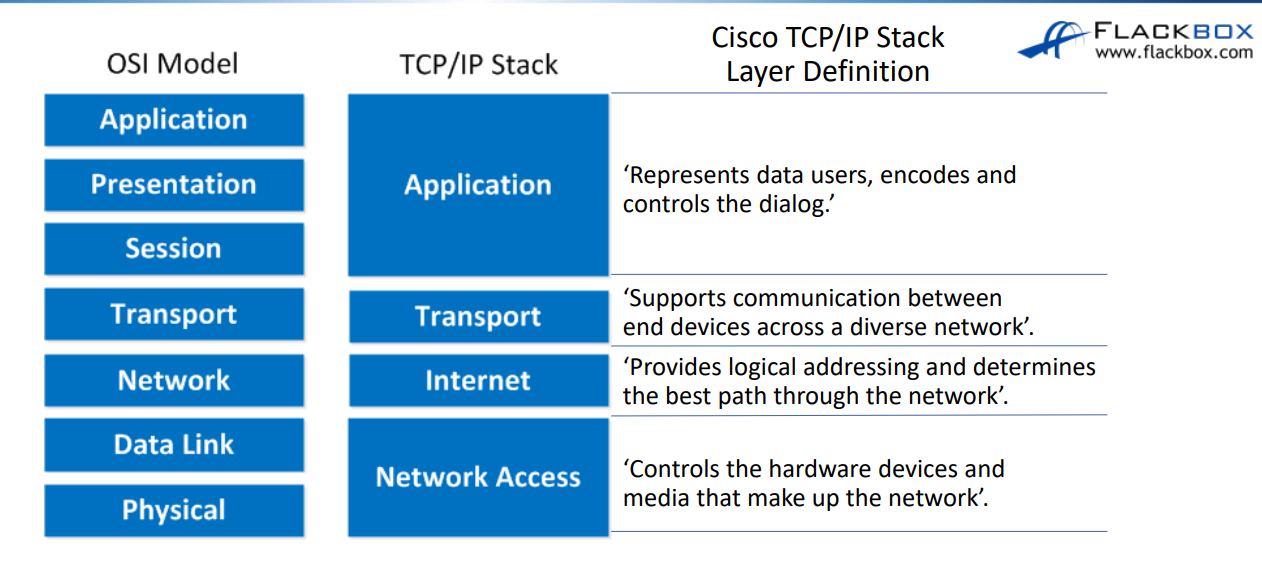 FLACKBOX
www.flackbox.com
OSI Model
TCP/IP Stack
Cisco TCP/IP Stack
Layer Definition
Application
Presentation
Session
Transport
Network
Data Link
Physical
Application
Transport
Internet
Network Access
‘Represents data users, encodes and
controls the dialog.’
‘Supports communication between
end devices across a diverse network’.
‘Provides logical addressing and determines
the best path through the network’.
‘Controls the hardware devices and
media that make up the network’.